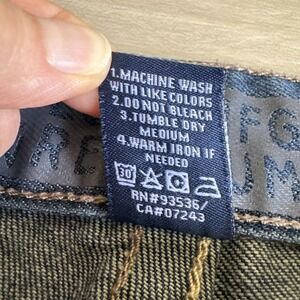 1.MACHINE WASH
WITH LIKE COLORS
2.DO NOT BLEACH
3.TUMBLE DRY
MEDIUM
4.WARM IRON IF
NEEDED
30
RN#93536/
CA#07243